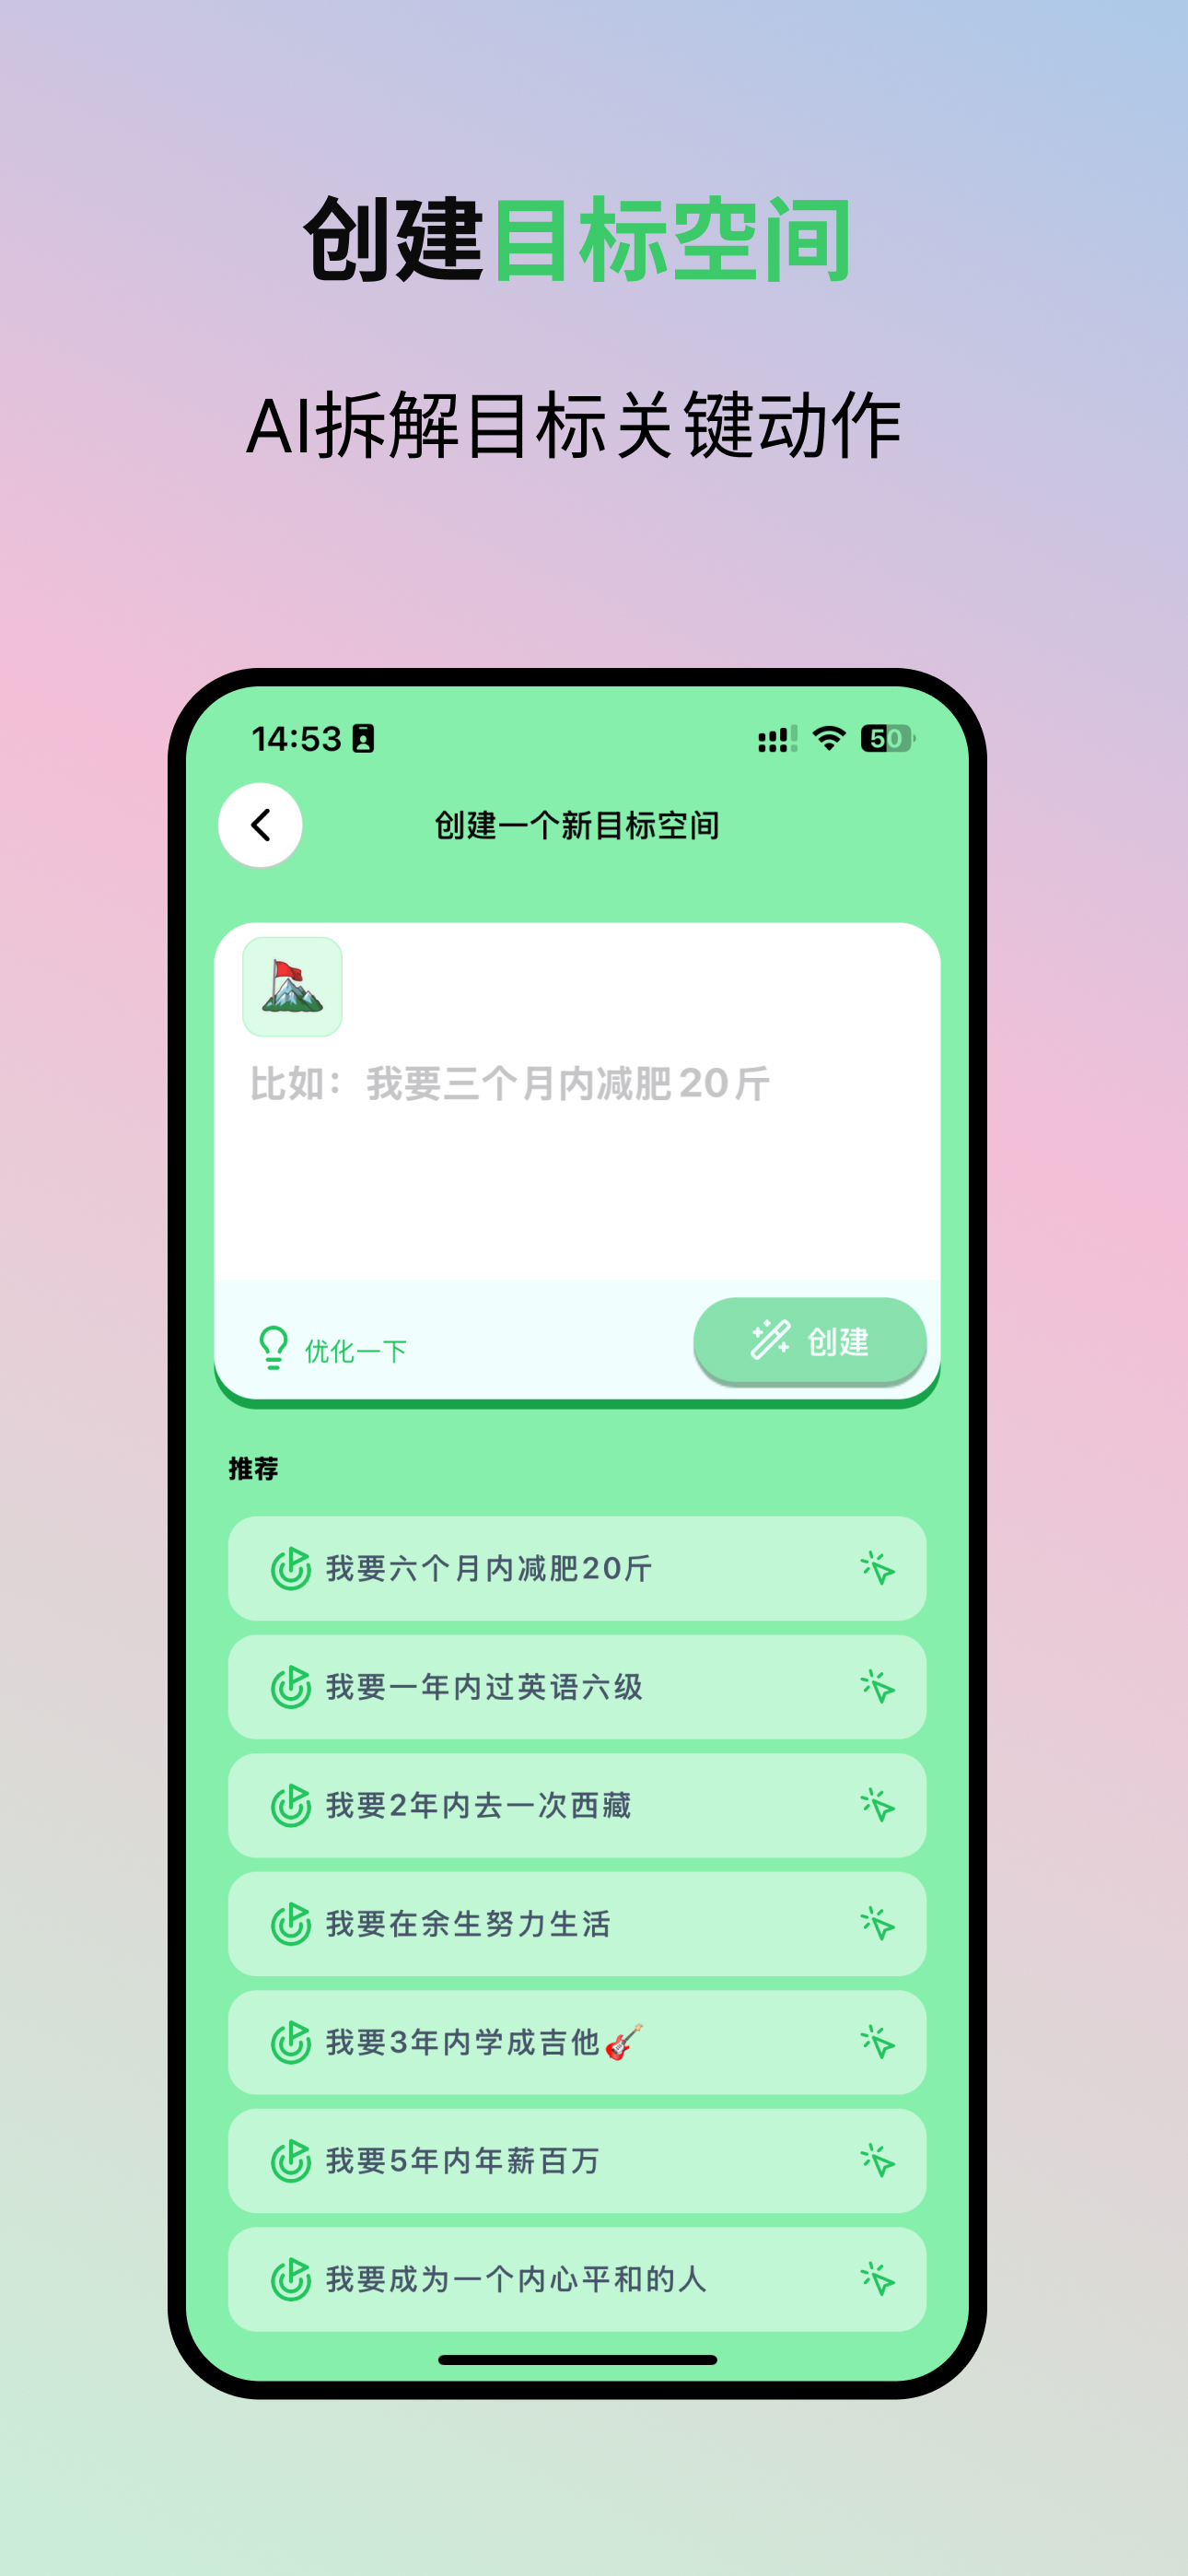 创建目标空间
AI拆解目标关键动作
14:53
50
创建一个新目标空间
比如：我要三个月内减肥20斤
优化一下
创建
推荐
我要六个月内减肥20斤
我要一年内过英语六级
我要2年内去一次西藏
我要在余生努力生活
我要3年内学成吉他🎸
我要5年内年薪百万
我要成为一个内心平和的人